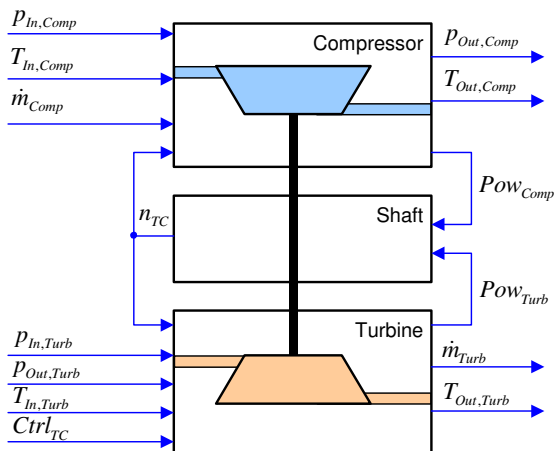 p_In,Comp
Compressor
p_Out,Comp
T_In,Comp
T_Out,Comp
ṁ_Comp
Pow_Comp
n_TC
Shaft
Pow_Turb
Turbine
p_In,Turb
ṁ_Turb
p_Out,Turb
T_In,Turb
T_Out,Turb
Ctrl_TC